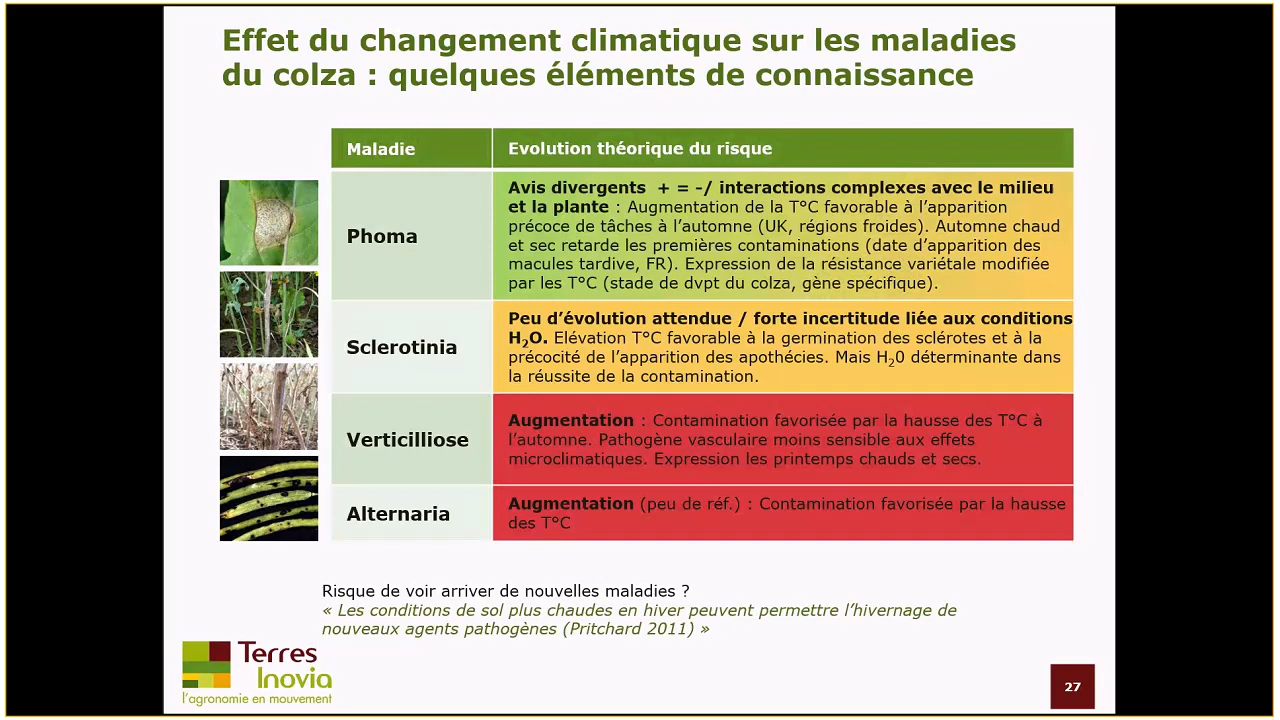 Effet du changement climatique sur les maladies
du colza : quelques éléments de connaissance
Maladie
Evolution théorique du risque
Phoma
Avis divergents + = -/ interactions complexes avec le milieu
et la plante : Augmentation de la T°C favorable à l'apparition
précoce de tâches à l'automne (UK, régions froides). Automne chaud
et sec retarde les premières contaminations (date d'apparition des
macules tardive, FR). Expression de la résistance variétale modifiée
par les T°C (stade de dvpt du colza, gène spécifique).
Sclerotinia
Peu d'évolution attendue / forte incertitude liée aux conditions
H₂O. Elévation T°C favorable à la germination des sclérotes et à la
précocité de l'apparition des apothécies. Mais H₂0 déterminante dans
la réussite de la contamination.
Verticilliose
Augmentation : Contamination favorisée par la hausse des T°C à
l'automne. Pathogène vasculaire moins sensible aux effets
microclimatiques. Expression les printemps chauds et secs.
Alternaria
Augmentation (peu de réf.) : Contamination favorisée par la hausse
des T°C
Risque de voir arriver de nouvelles maladies ?
« Les conditions de sol plus chaudes en hiver peuvent permettre l'hivernage de
nouveaux agents pathogènes (Pritchard 2011) »
Terres
Inovia
l'agronomie en mouvement
27